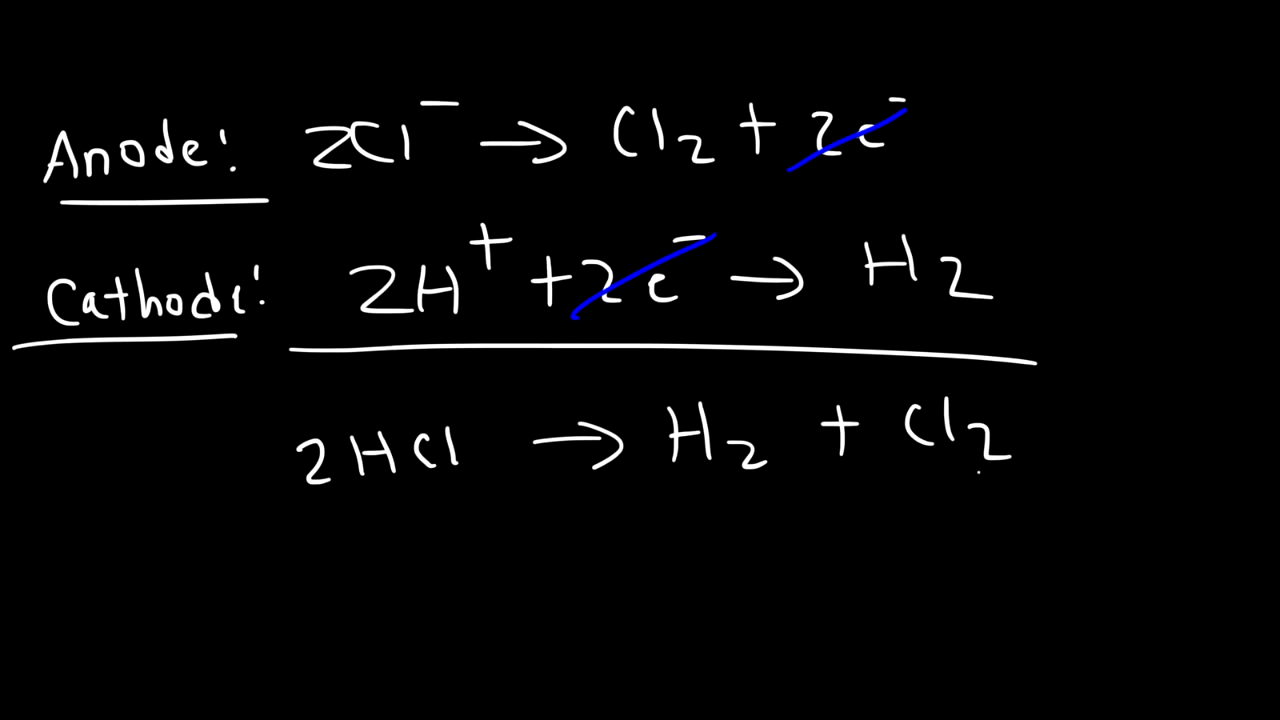 Anode: 2Cl⁻ → Cl₂ + 2e⁻
Cathode: 2H⁺ + 2e⁻ → H₂
2HCl → H₂ + Cl₂